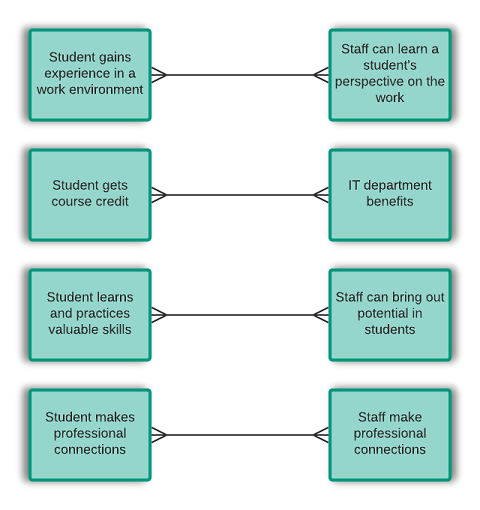 Student gains
experience in a
work environment
Staff can learn a
student's
perspective on the
work
Student gets
course credit
IT department
benefits
Student learns
and practices
valuable skills
Staff can bring out
potential in
students
Student makes
professional
connections
Staff make
professional
connections